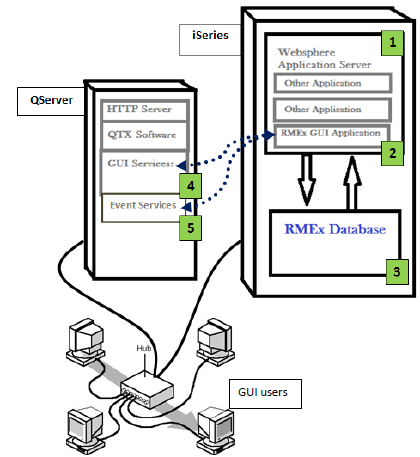 iSeries
1
Websphere
Application Server
Other Application
Other Application
RMEx GUI Application
2
RMEx Database
3
QServer
HTTP Server
QTX Software
GUI Services:
4
Event Services
5
Hub
GUI users